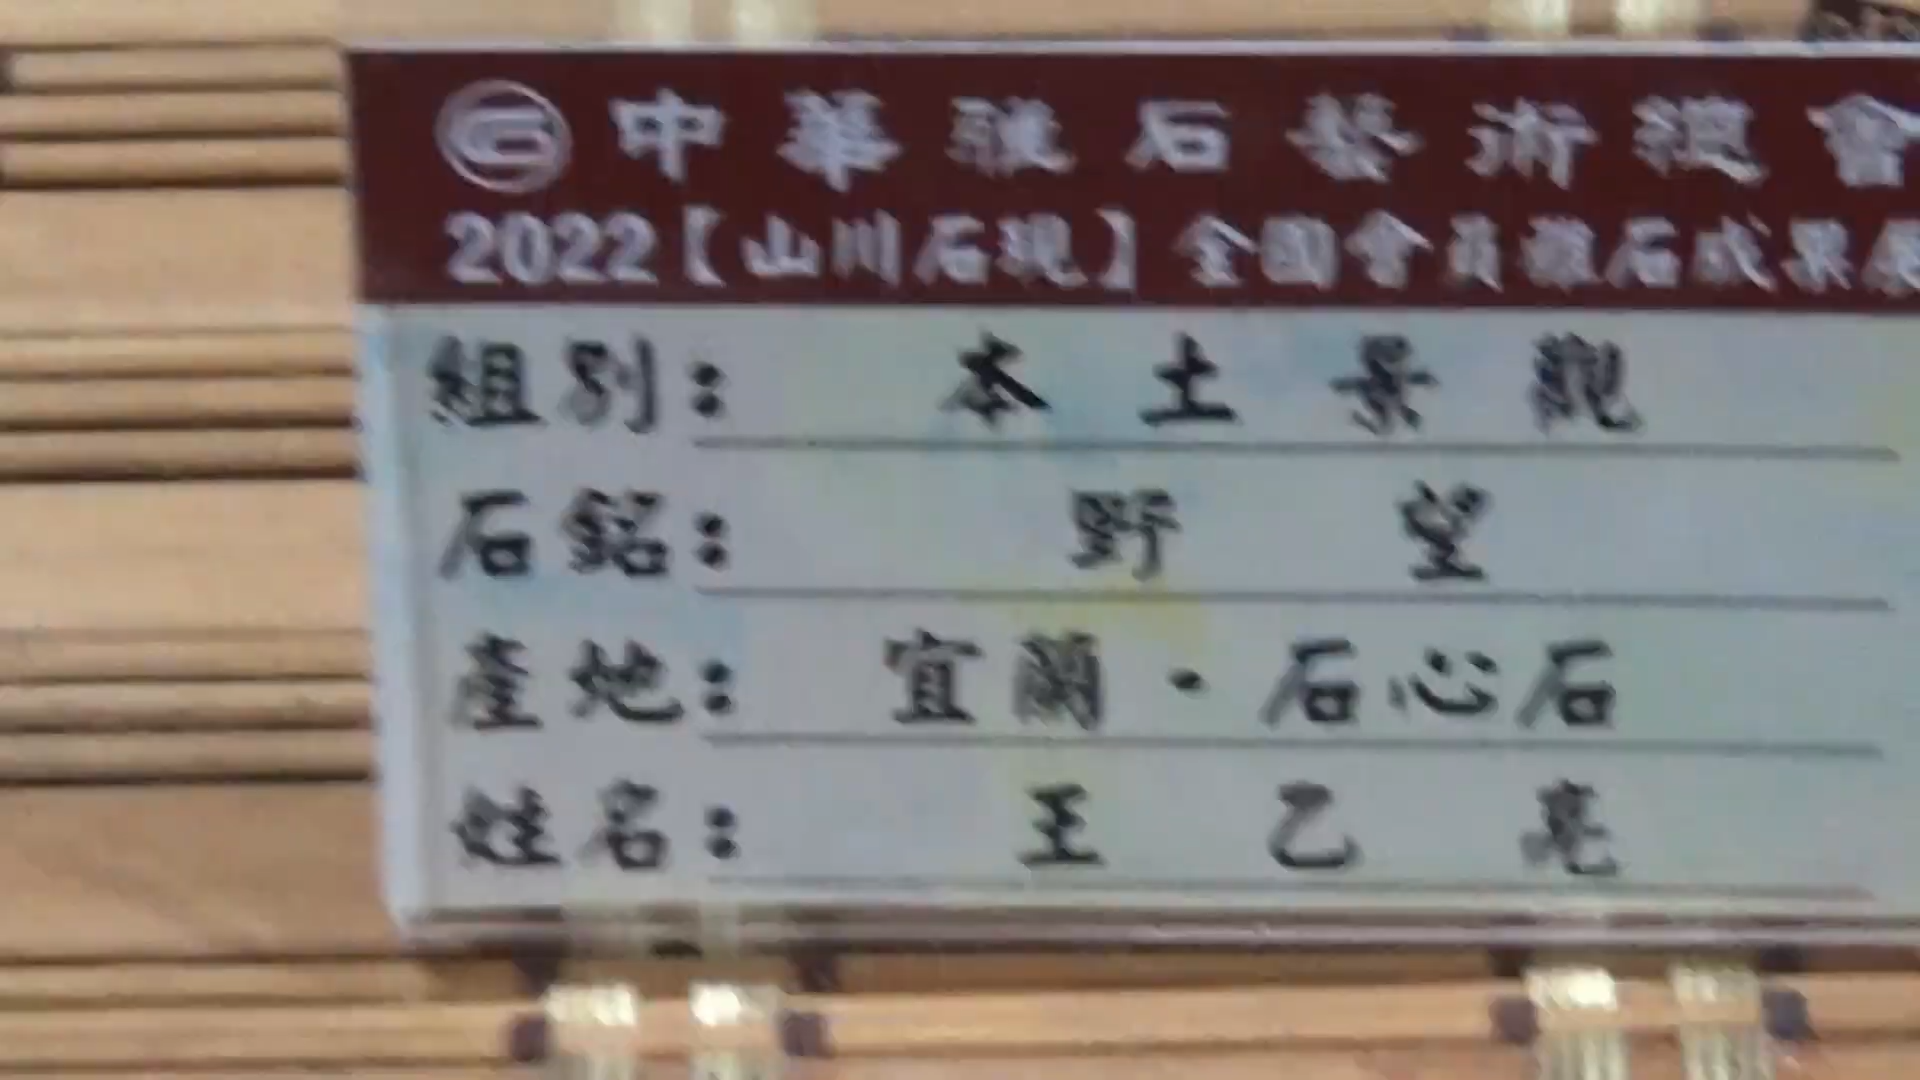 中華雅石藝術總會
2022【山川石現】全國會員雅石成果展
組別: 本土景觀
石銘: 野望
產地: 宜蘭·石心石
姓名: 王乙亮